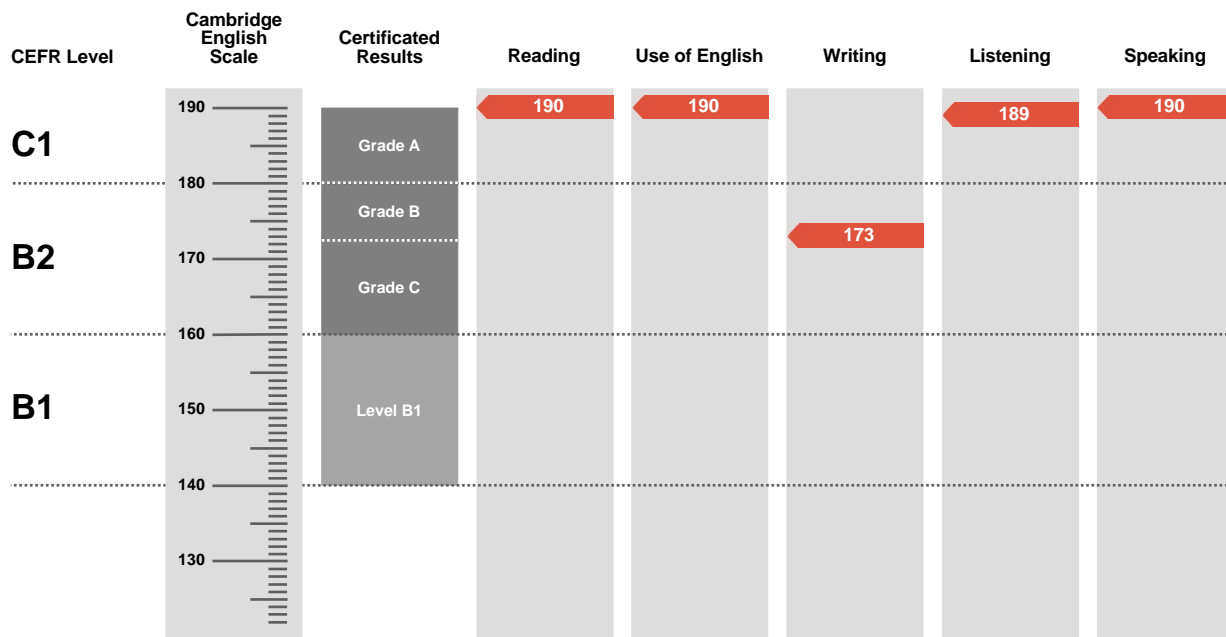 CEFR Level
Cambridge
English
Scale
Certificated
Results
Reading
Use of English
Writing
Listening
Speaking
190
180
170
160
150
140
130
C1
B2
B1
Grade A
Grade B
Grade C
Level B1
190
190
173
189
190